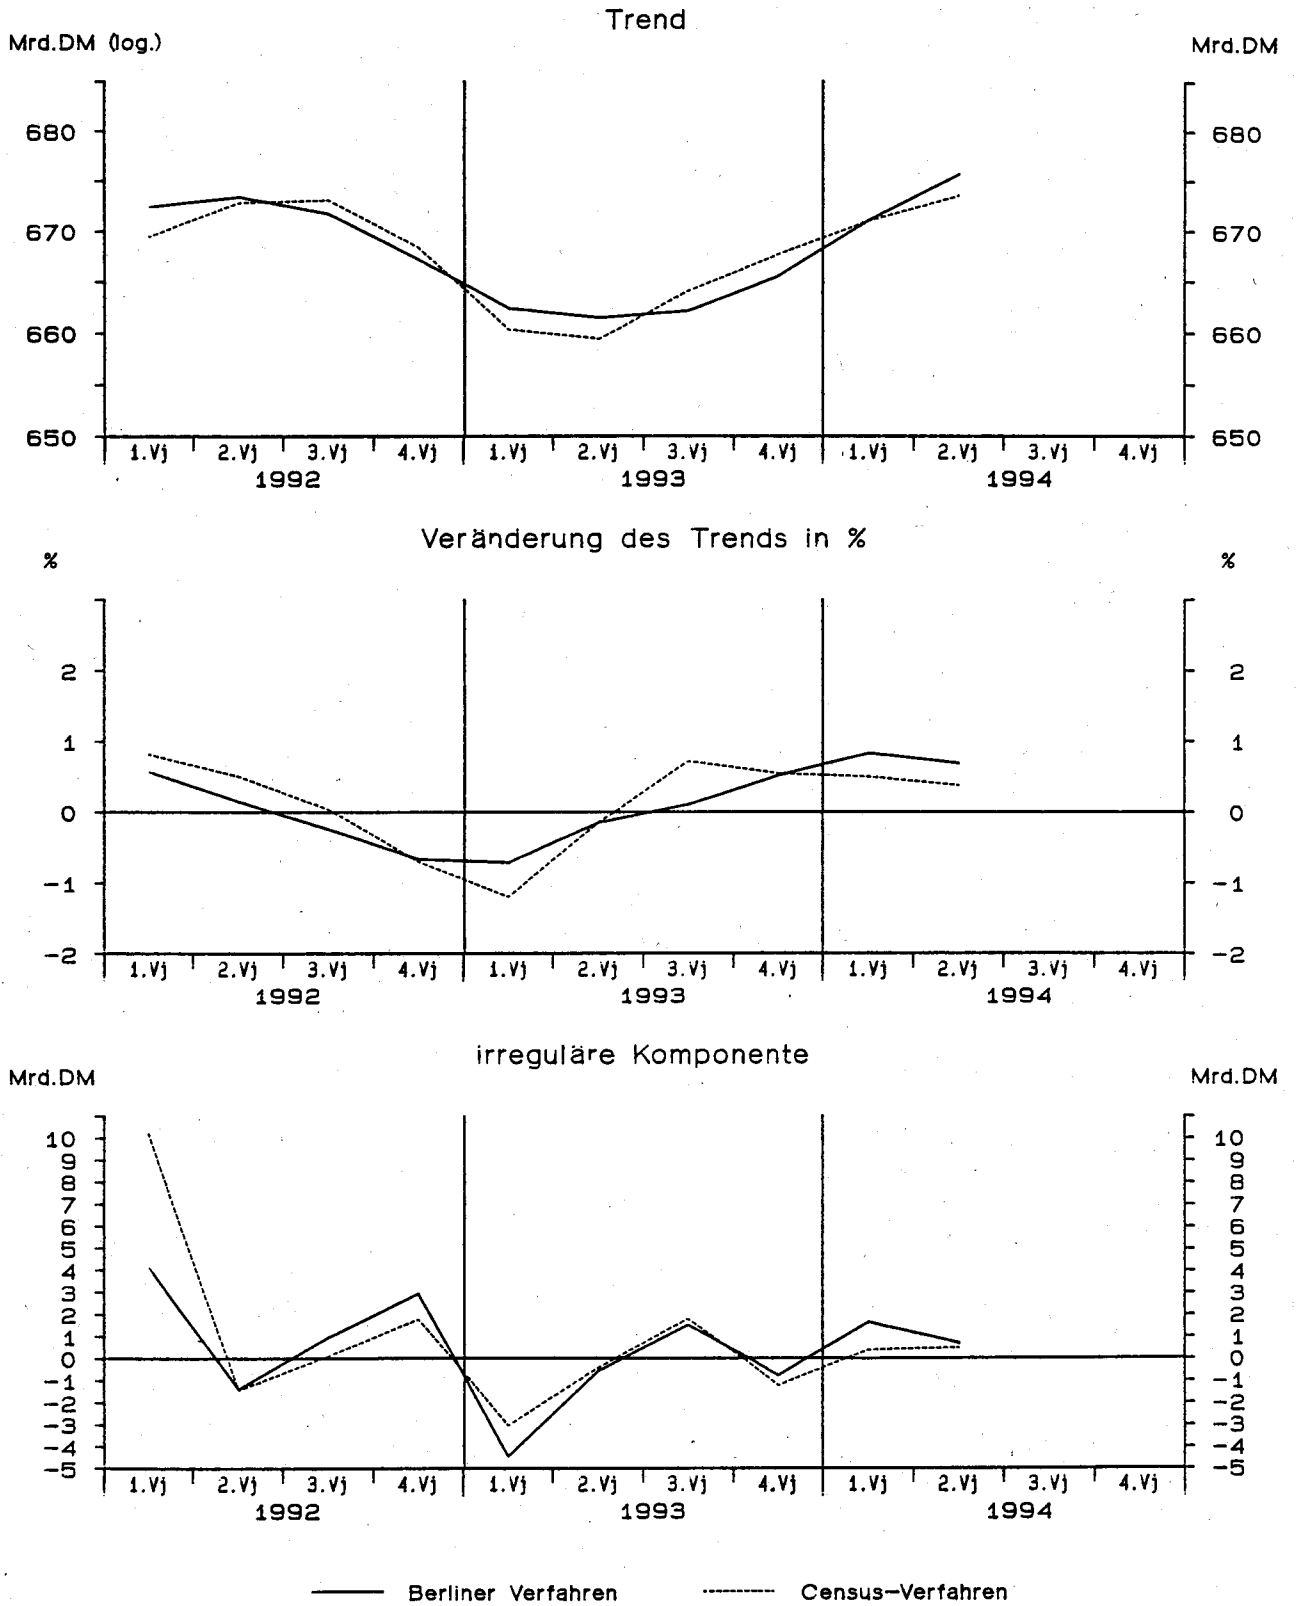 Trend
Mrd.DM (log.) Mrd.DM
680 680
670 670
660 660
650 650
1.Vj 2.Vj 3.Vj 4.Vj 1.Vj 2.Vj 3.Vj 4.Vj 1.Vj 2.Vj 3.Vj 4.Vj
1992 1993 1994
Veränderung des Trends in %
% %
2 2
1 1
0 0
-1 -1
-2 -2
1.Vj 2.Vj 3.Vj 4.Vj 1.Vj 2.Vj 3.Vj 4.Vj 1.Vj 2.Vj 3.Vj 4.Vj
1992 1993 1994
irreguläre Komponente
Mrd.DM Mrd.DM
10 10
9 9
8 8
7 7
6 6
5 5
4 4
3 3
2 2
1 1
0 0
-1 -1
-2 -2
-3 -3
-4 -4
-5 -5
1.Vj 2.Vj 3.Vj 4.Vj 1.Vj 2.Vj 3.Vj 4.Vj 1.Vj 2.Vj 3.Vj 4.Vj
1992 1993 1994
Berliner Verfahren Census-Verfahren